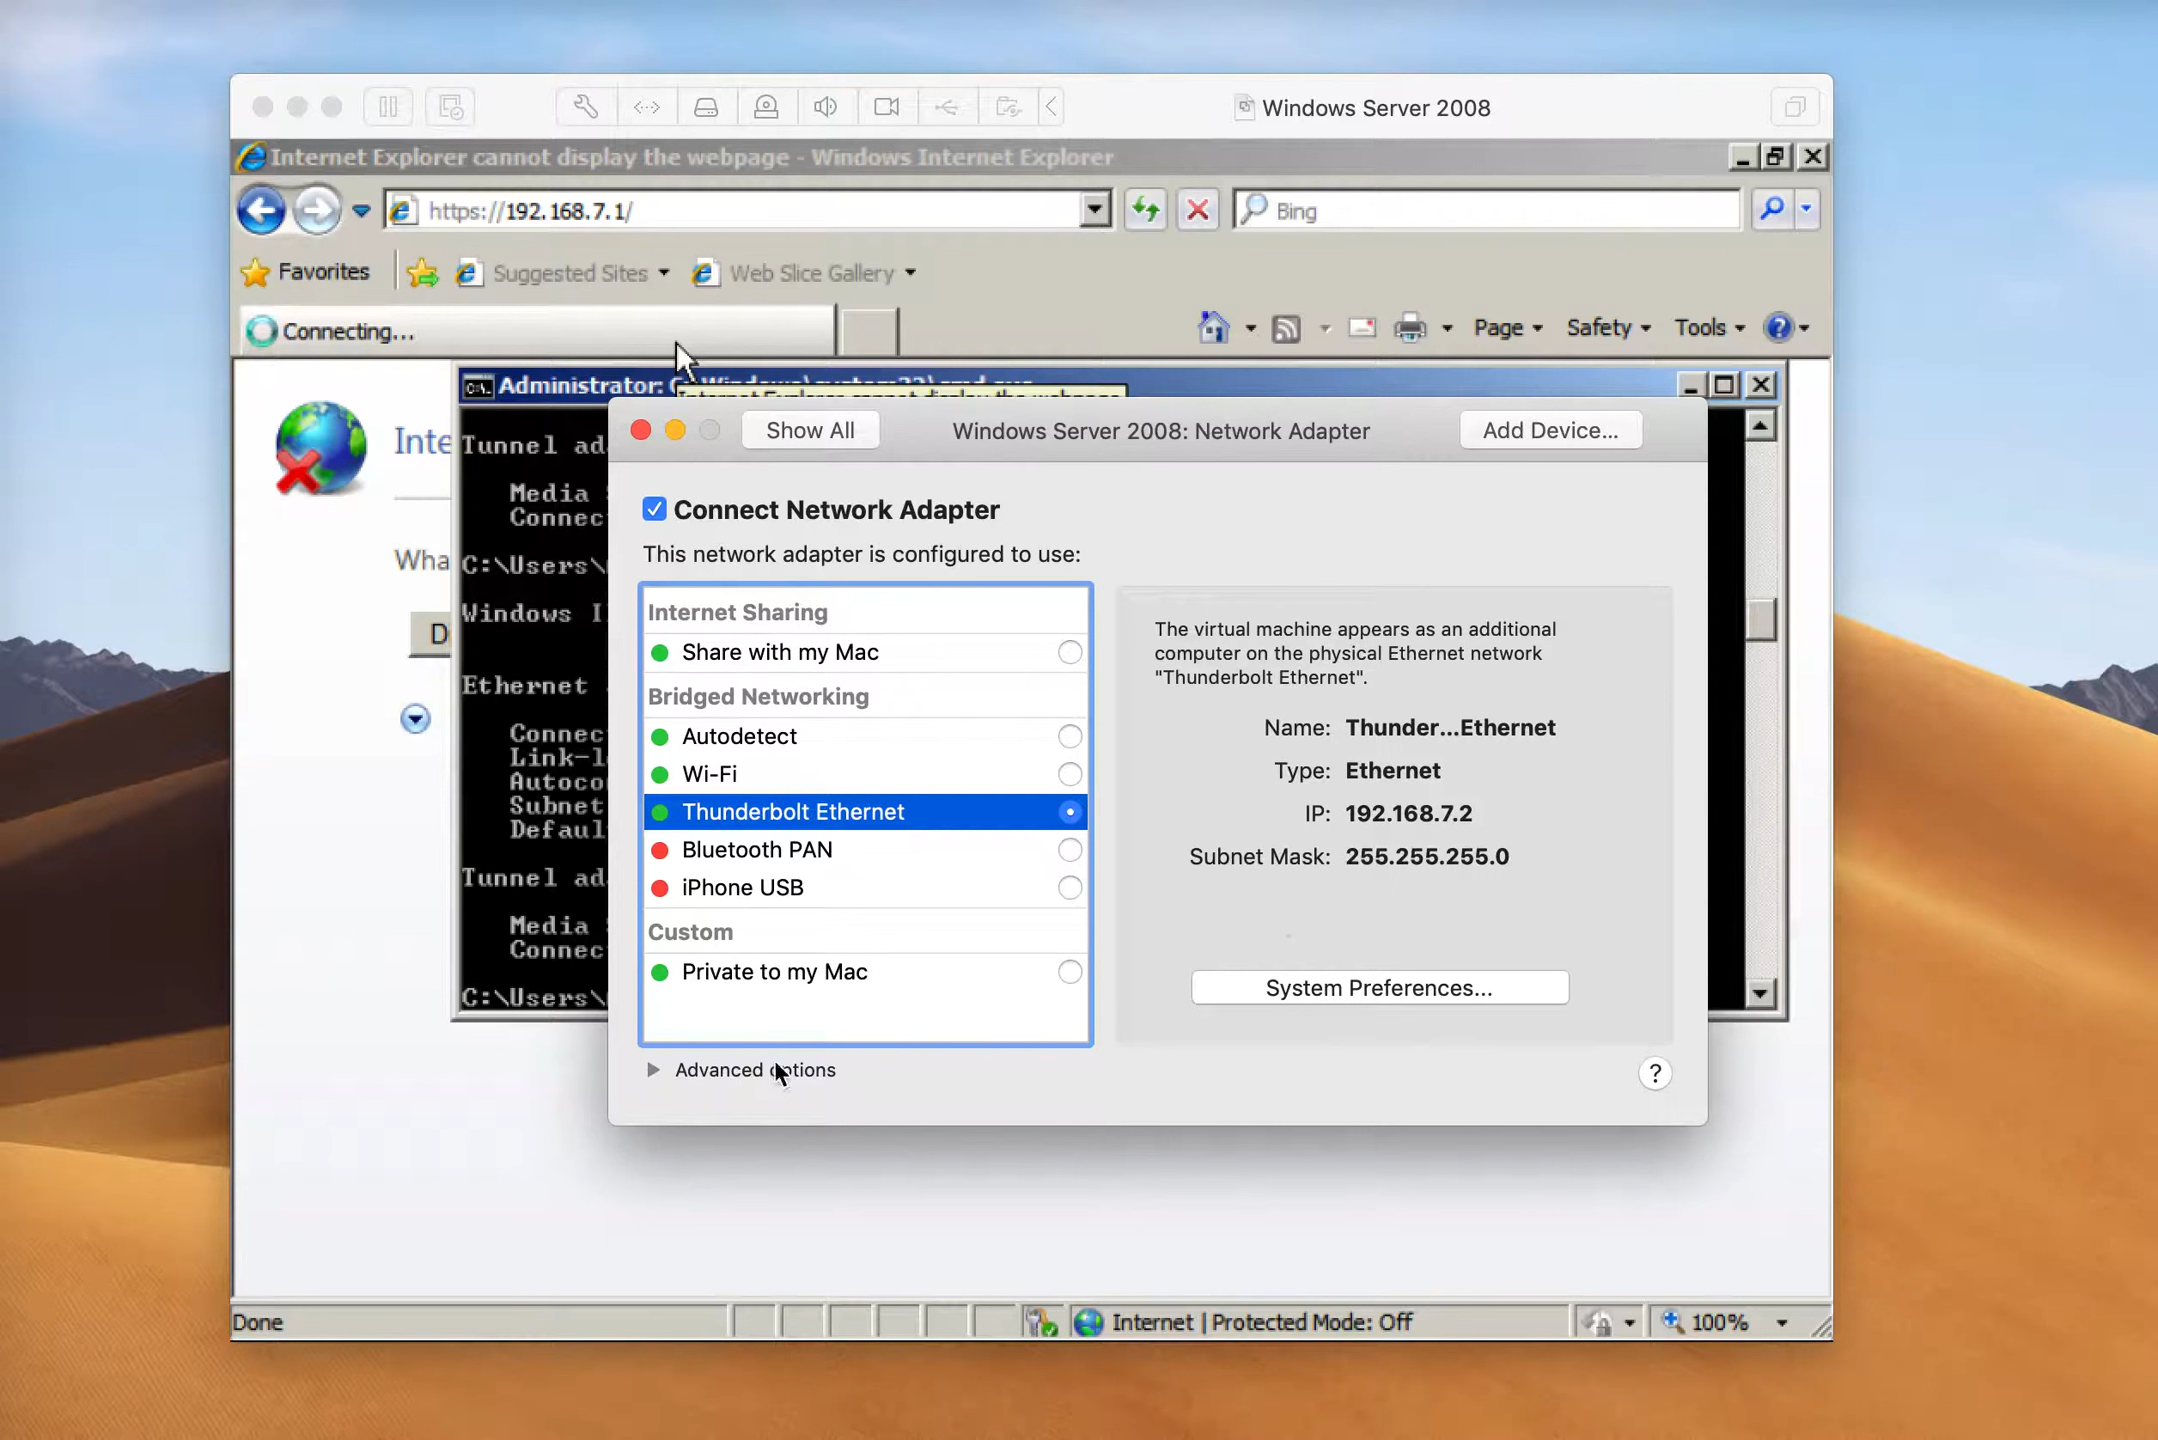 Windows Server 2008
Internet Explorer cannot display the webpage - Windows Internet Explorer
https://192.168.7.1/
Bing
Favorites
Suggested Sites
Web Slice Gallery
Connecting...
Page
Safety
Tools
Administrator:
Inte
Wha
Tunnel ad
Media
Connec
C:\Users\
Windows I
Ethernet
Connec
Link-l
Autoco
Subnet
Defaul
Tunnel ad
Media
Connec
C:\Users\
Show All
Windows Server 2008: Network Adapter
Add Device...
Connect Network Adapter
This network adapter is configured to use:
Internet Sharing
Share with my Mac
Bridged Networking
Autodetect
Wi-Fi
Thunderbolt Ethernet
Bluetooth PAN
iPhone USB
Custom
Private to my Mac
Advanced options
The virtual machine appears as an additional
computer on the physical Ethernet network
"Thunderbolt Ethernet".
Name: Thunder...Ethernet
Type: Ethernet
IP: 192.168.7.2
Subnet Mask: 255.255.255.0
System Preferences...
?
Done
Internet | Protected Mode: Off
100%